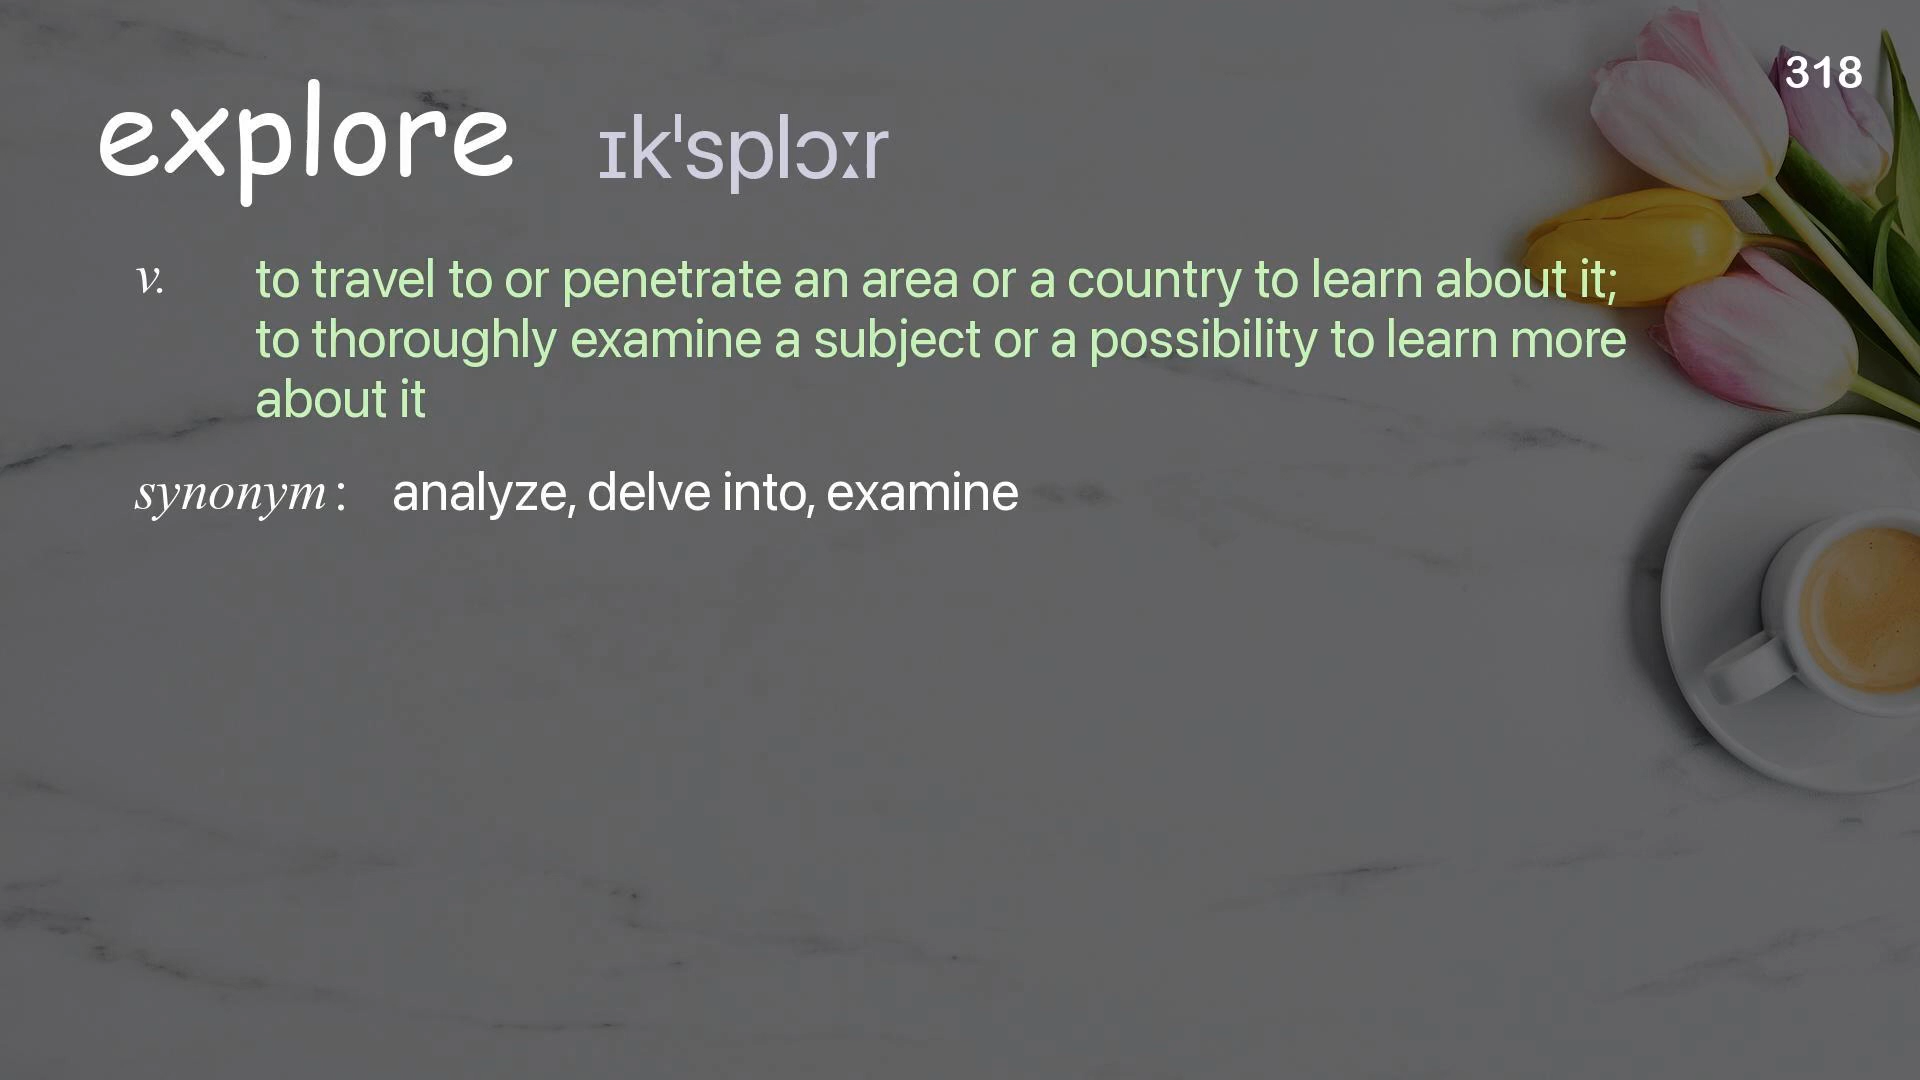 318
explore ɪkˈsplɔːr
v. to travel to or penetrate an area or a country to learn about it;
to thoroughly examine a subject or a possibility to learn more
about it
synonym : analyze, delve into, examine